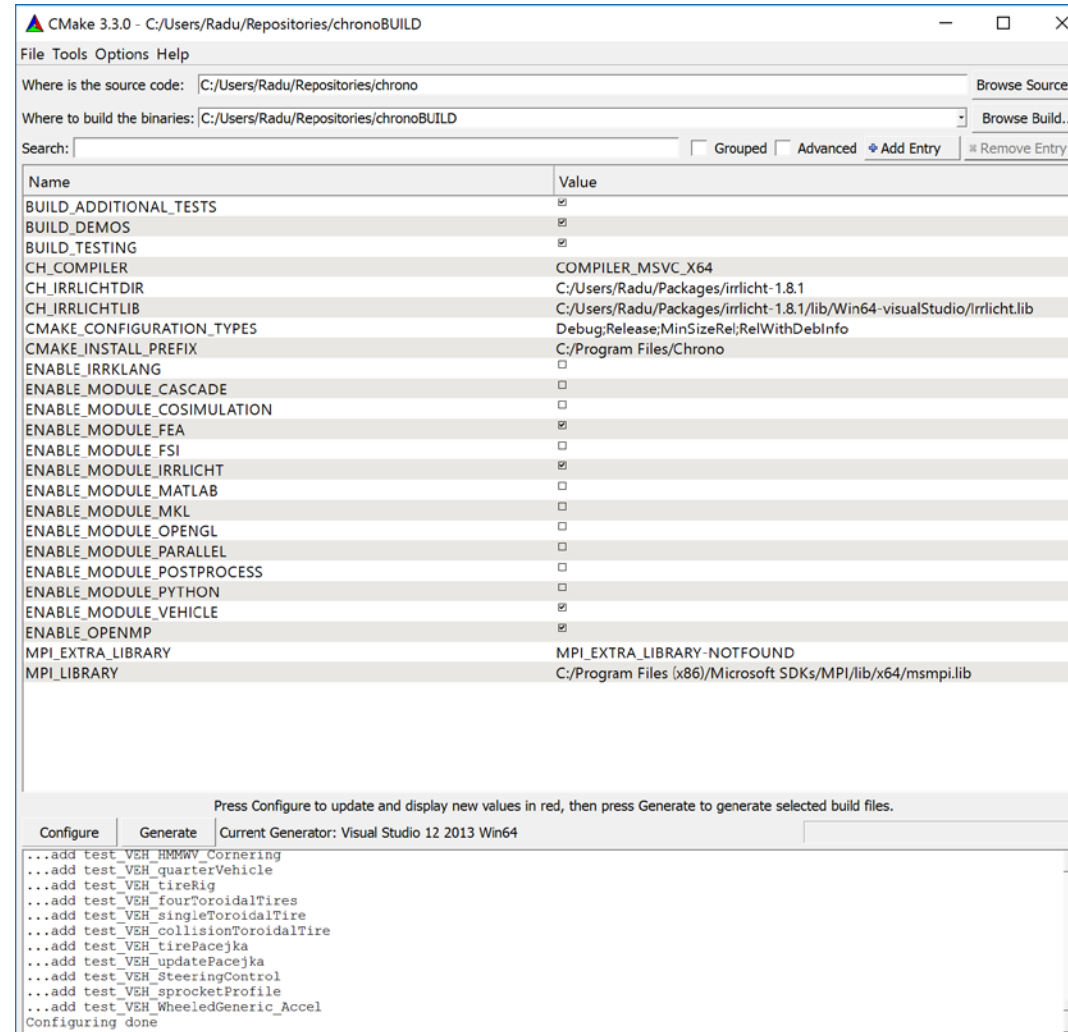 CMake 3.3.0 - C:/Users/Radu/Repositories/chronoBUILD
File Tools Options Help
Where is the source code: C:/Users/Radu/Repositories/chrono Browse Source
Where to build the binaries: C:/Users/Radu/Repositories/chronoBUILD Browse Build..
Search: Grouped Advanced Add Entry Remove Entry
Name Value
BUILD_ADDITIONAL_TESTS
BUILD_DEMOS
BUILD_TESTING
CH_COMPILER COMPILER_MSVC_X64
CH_IRRLICHTDIR C:/Users/Radu/Packages/irrlicht-1.8.1
CH_IRRLICHTLIB C:/Users/Radu/Packages/irrlicht-1.8.1/lib/Win64-visualStudio/Irrlicht.lib
CMAKE_CONFIGURATION_TYPES Debug;Release;MinSizeRel;RelWithDebInfo
CMAKE_INSTALL_PREFIX C:/Program Files/Chrono
ENABLE_IRRKLANG
ENABLE_MODULE_CASCADE
ENABLE_MODULE_COSIMULATION
ENABLE_MODULE_FEA
ENABLE_MODULE_FSI
ENABLE_MODULE_IRRLICHT
ENABLE_MODULE_MATLAB
ENABLE_MODULE_MKL
ENABLE_MODULE_OPENGL
ENABLE_MODULE_PARALLEL
ENABLE_MODULE_POSTPROCESS
ENABLE_MODULE_PYTHON
ENABLE_MODULE_VEHICLE
ENABLE_OPENMP
MPI_EXTRA_LIBRARY MPI_EXTRA_LIBRARY-NOTFOUND
MPI_LIBRARY C:/Program Files (x86)/Microsoft SDKs/MPI/lib/x64/msmpi.lib
Press Configure to update and display new values in red, then press Generate to generate selected build files.
Configure Generate Current Generator: Visual Studio 12 2013 Win64
...add test_VEH_HMMWV_Cornering
...add test_VEH_quarterVehicle
...add test_VEH_tireRig
...add test_VEH_fourToroidalTires
...add test_VEH_singleToroidalTire
...add test_VEH_collisionToroidalTire
...add test_VEH_tirePacejka
...add test_VEH_updatePacejka
...add test_VEH_SteeringControl
...add test_VEH_sprocketProfile
...add test_VEH_WheeledGeneric_Accel
Configuring done